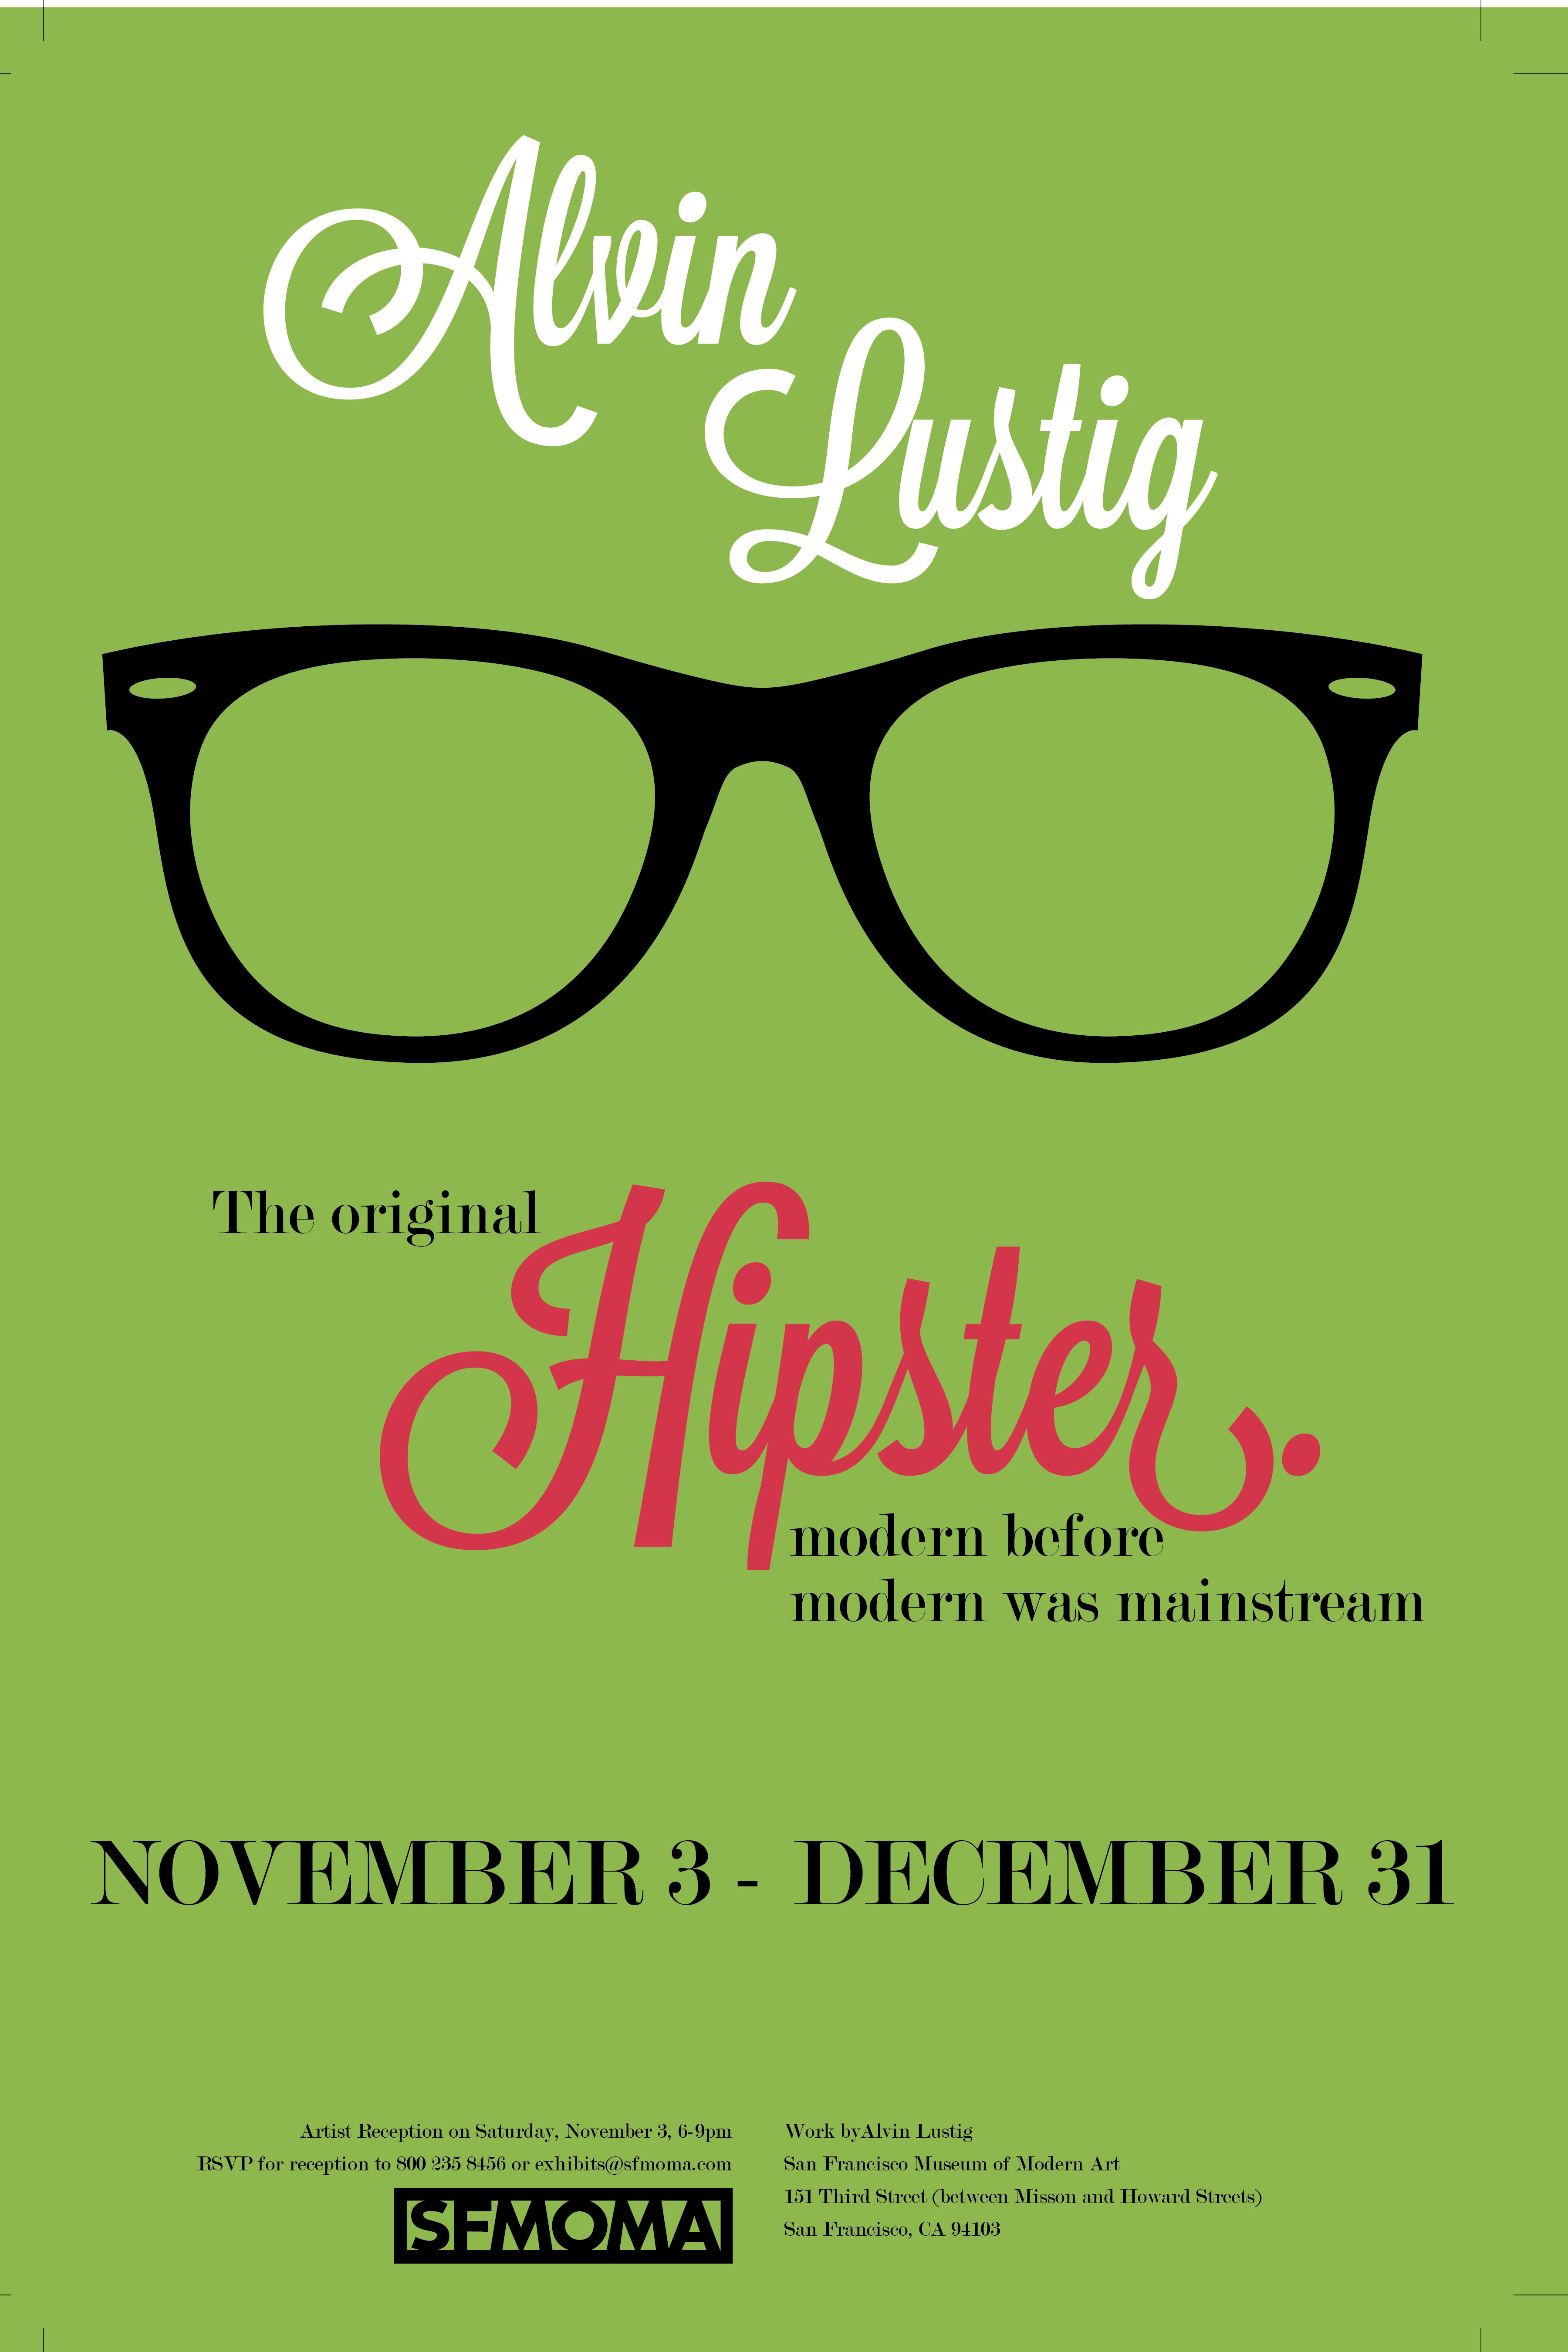 Alvin
Lustig
The original
Hipster.
modern before
modern was mainstream
NOVEMBER 3 - DECEMBER 31
Artist Reception on Saturday, November 3, 6-9pm
RSVP for reception to 800 235 8456 or exhibits@sfmoma.com
SFMOMA
Work byAlvin Lustig
San Francisco Museum of Modern Art
151 Third Street (between Misson and Howard Streets)
San Francisco, CA 94103